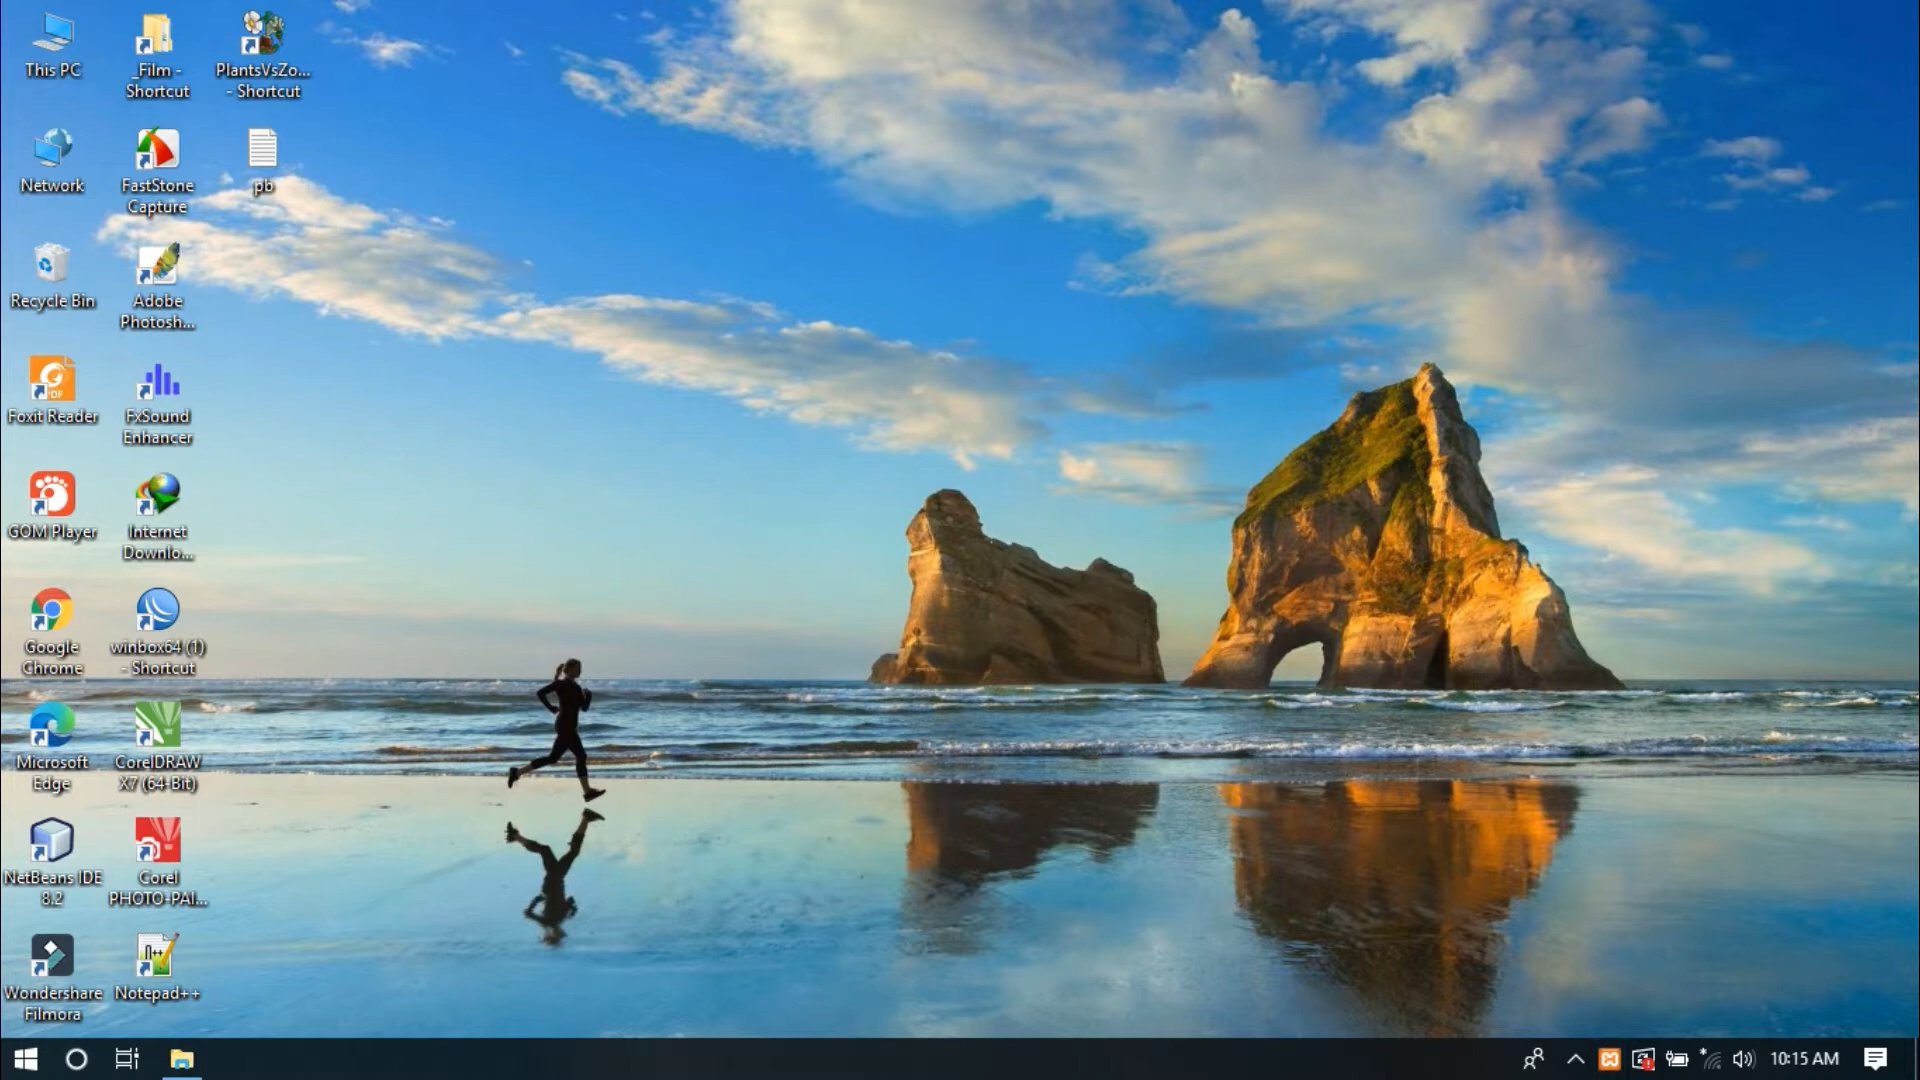 This PC
_Film -
Shortcut
PlantsVsZo...
- Shortcut
Network
FastStone
Capture
pb
Recycle Bin
Adobe
Photosh...
Foxit Reader
FxSound
Enhancer
GOM Player
Internet
Downlo...
Google
Chrome
winbox64 (1)
- Shortcut
Microsoft
Edge
CorelDRAW
X7 (64-Bit)
NetBeans IDE
8.2
Corel
PHOTO-PAI...
Wondershare
Filmora
Notepad++
10:15 AM